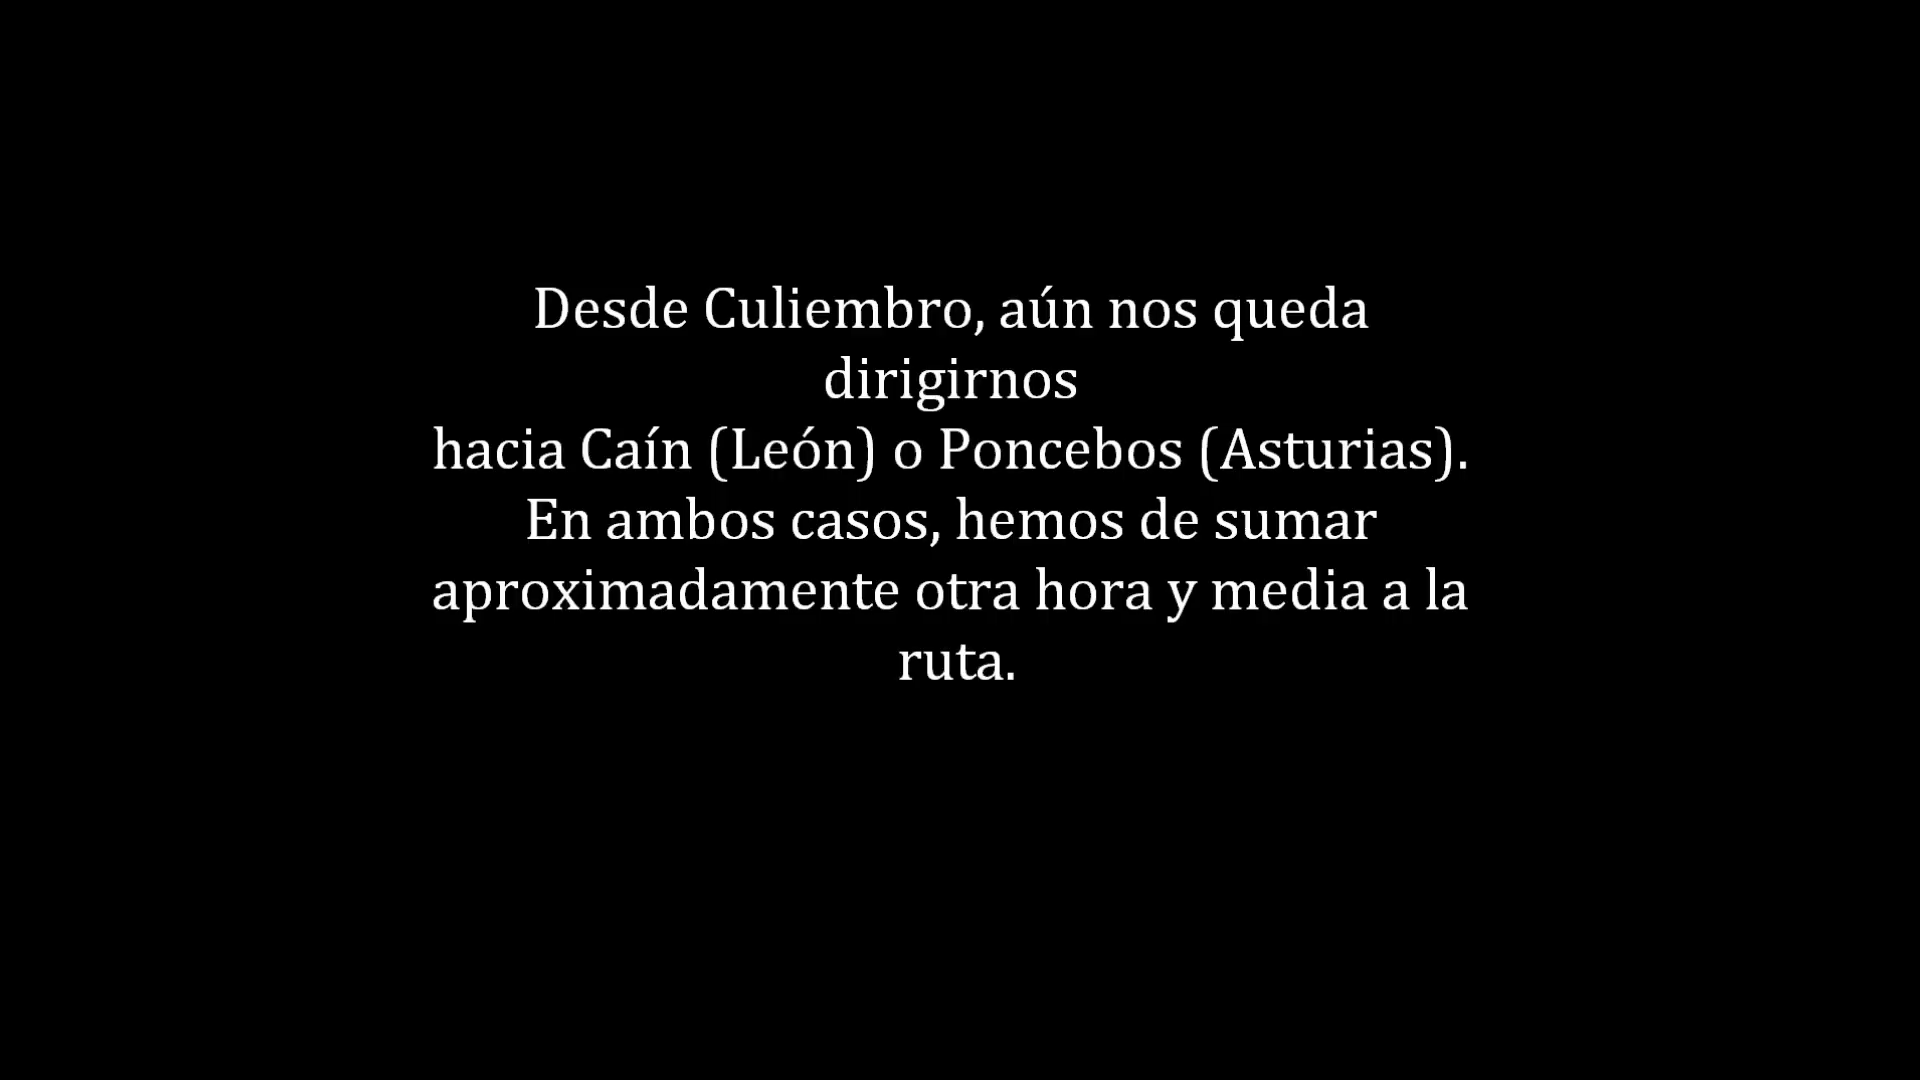 Desde Culiembro, aún nos queda
dirigirnos
hacia Caín (León) o Poncebos (Asturias).
En ambos casos, hemos de sumar
aproximadamente otra hora y media a la
ruta.